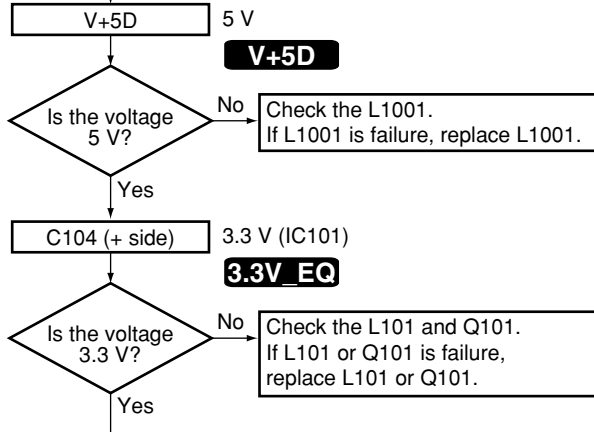 V+5D
5 V
V+5D
Is the voltage
5 V?
No
Check the L1001.
If L1001 is failure, replace L1001.
Yes
C104 (+ side)
3.3 V (IC101)
3.3V_EQ
Is the voltage
3.3 V?
No
Check the L101 and Q101.
If L101 or Q101 is failure,
replace L101 or Q101.
Yes